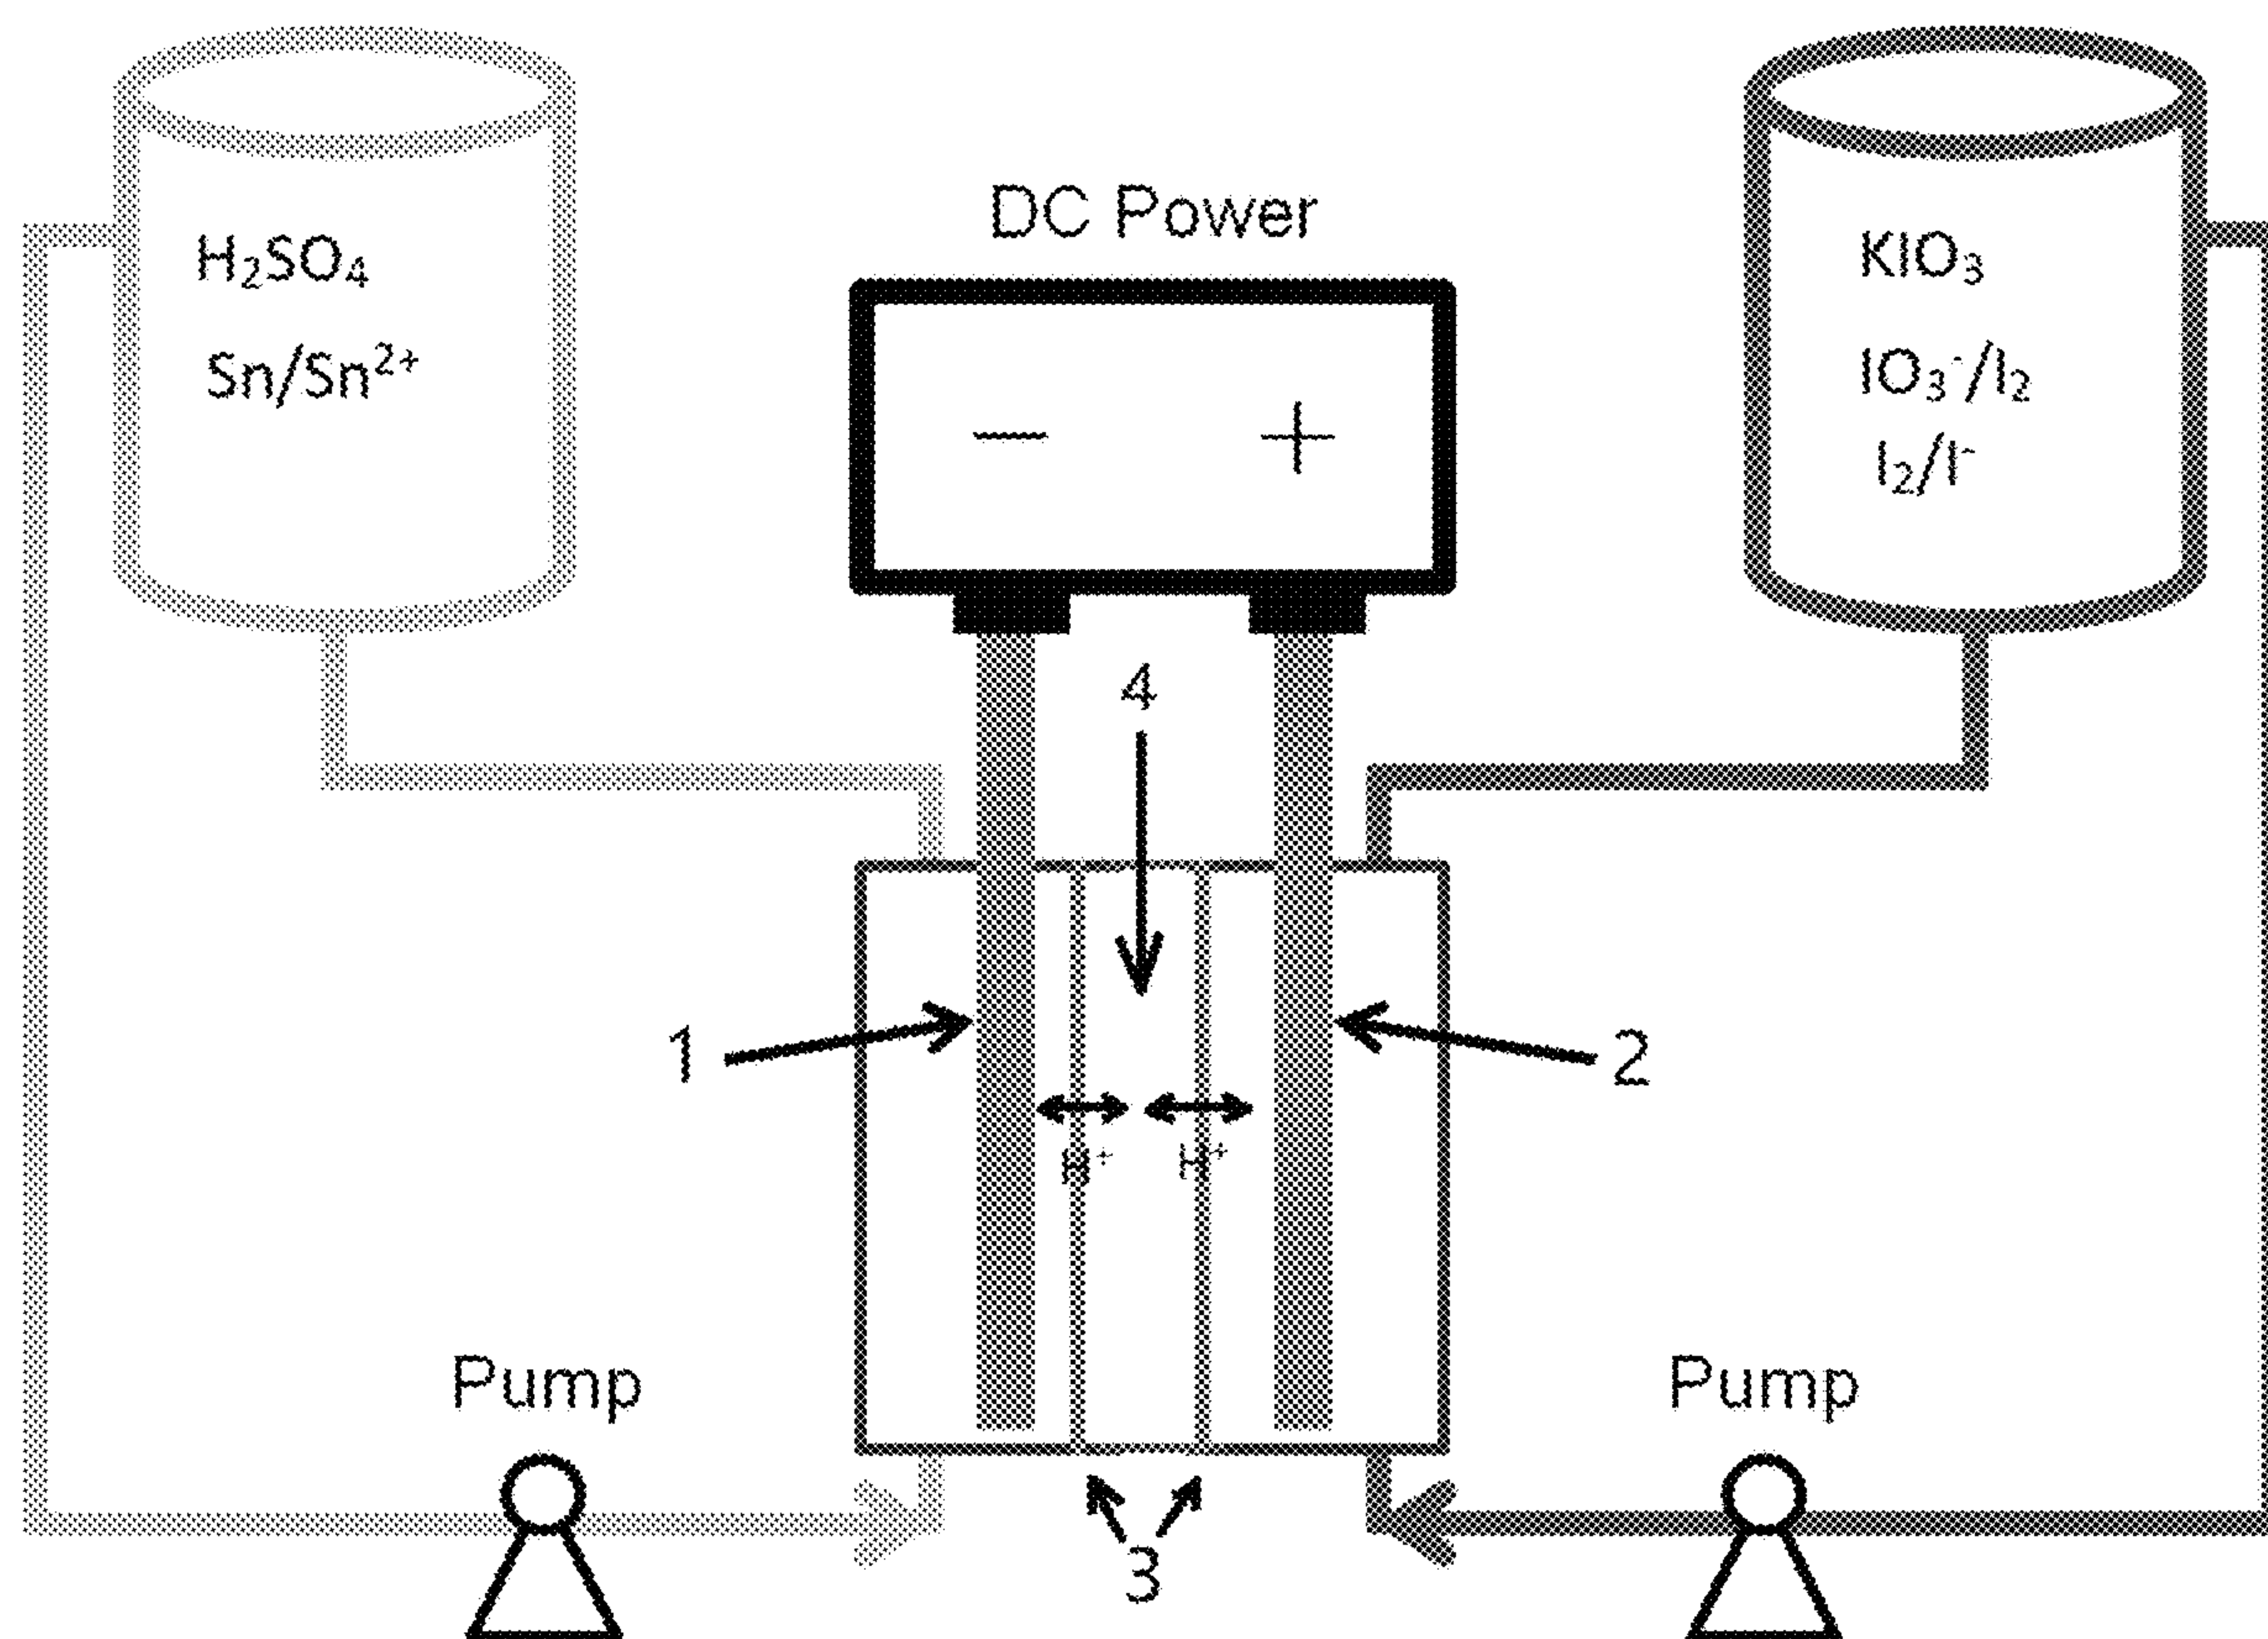 H₂SO₄
Sn/Sn²⁺
DC Power
− +
KIO₃
IO₃⁻/I₂
I₂/I⁻
4
1
2
H⁺ H⁺
Pump
Pump
3